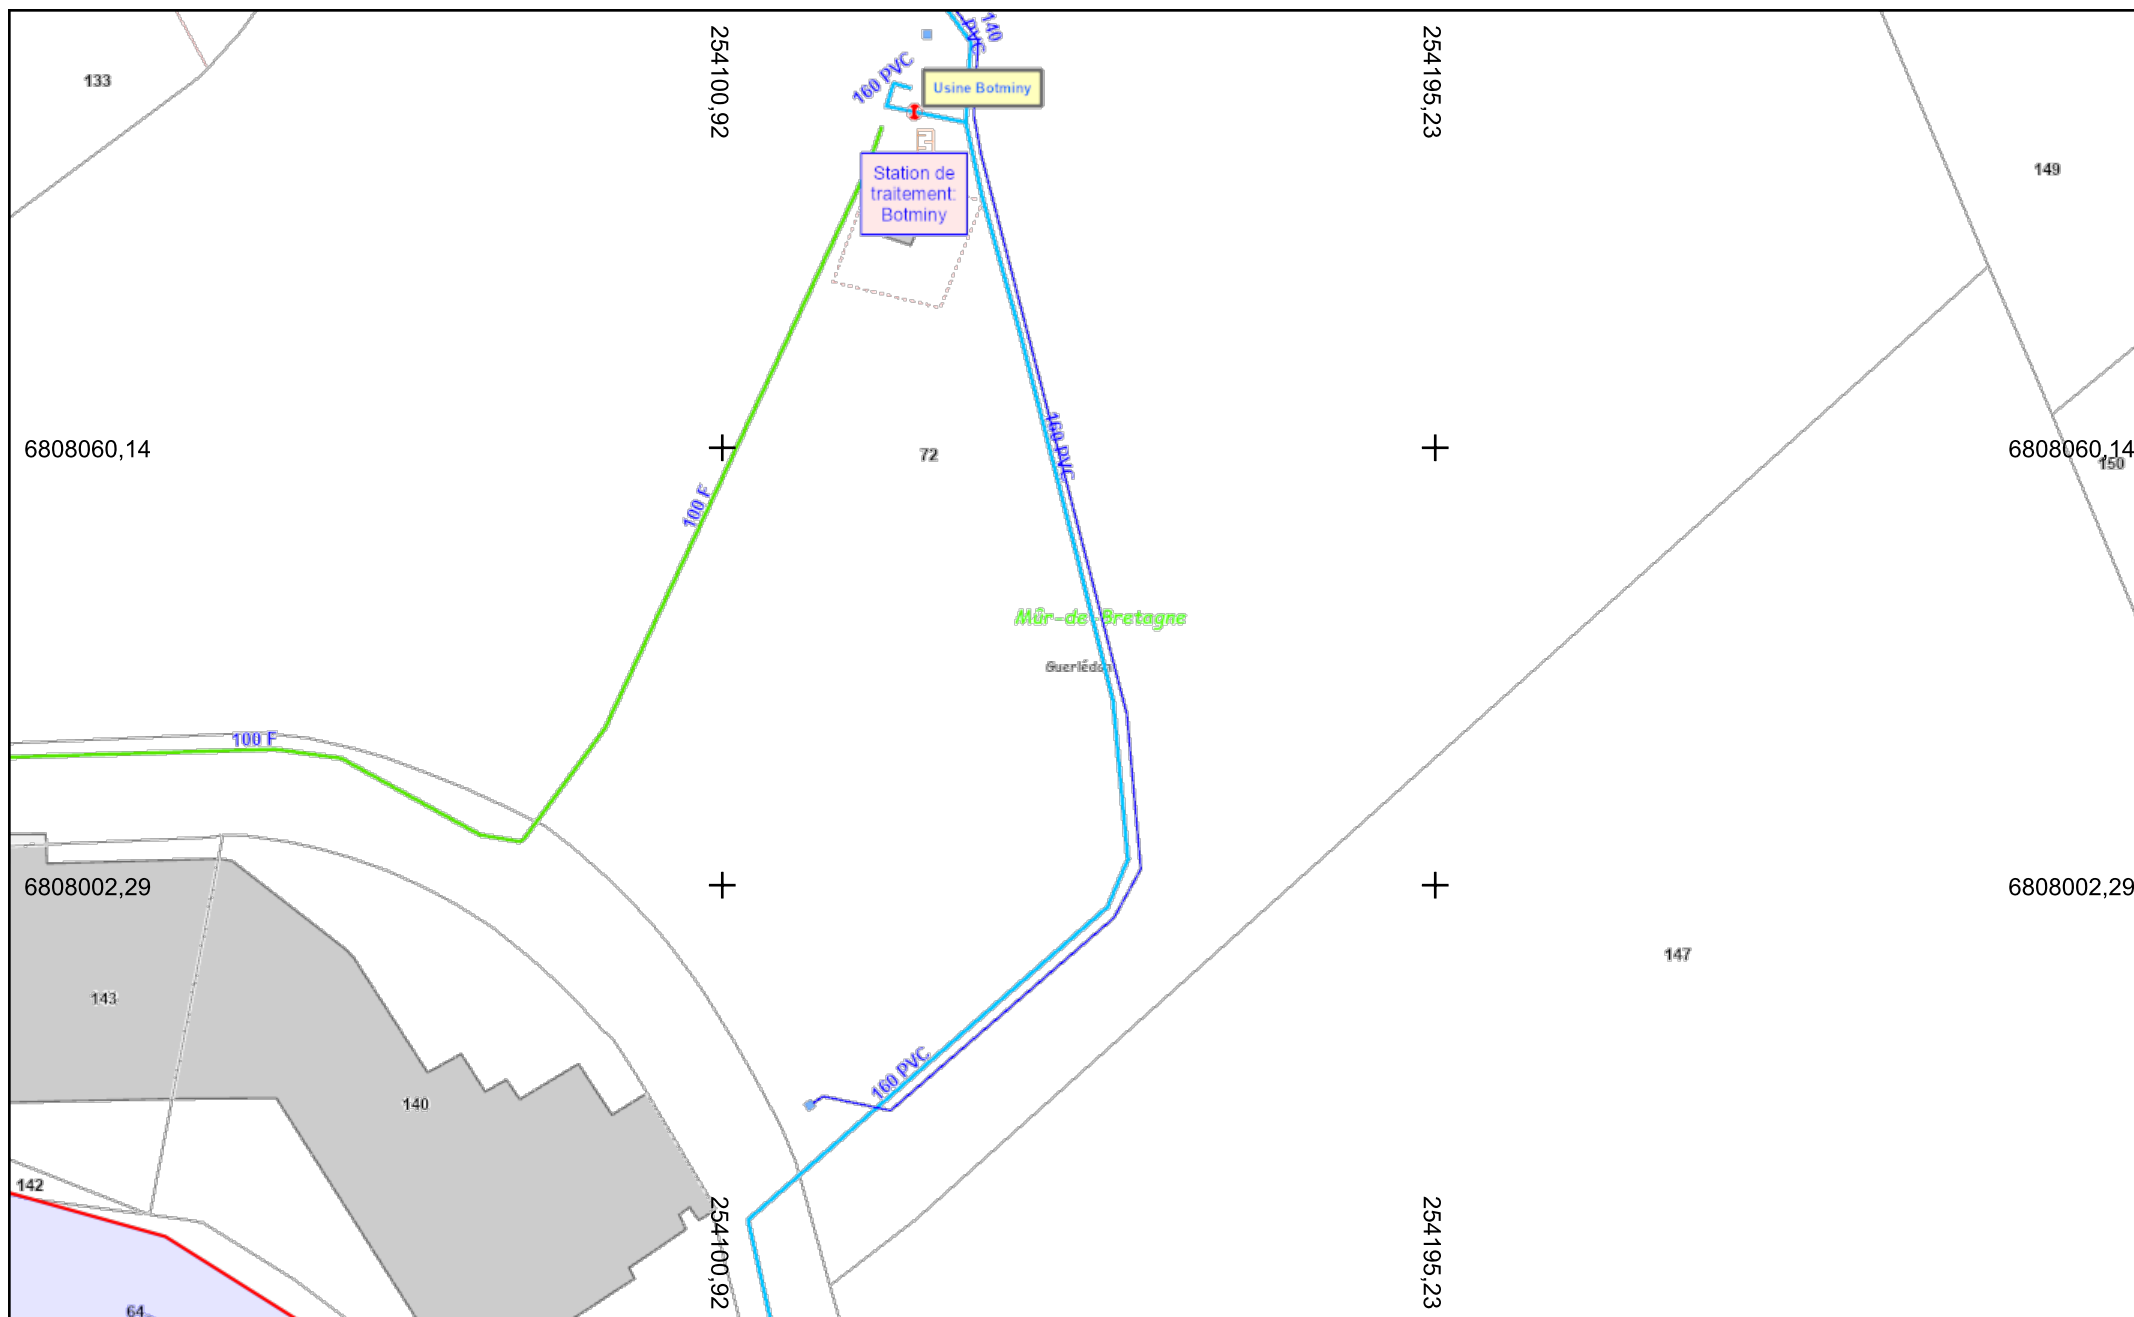 133
254100,92
140
PVC
160 PVC
Usine Botminy
254195,23
149
Station de
traitement:
Botminy
6808060,14
72
160 PVC
6808060,14
150
100 F
Mûr-de-Bretagne
Guerlédan
100 F
6808002,29
6808002,29
147
143
160 PVC
140
142
254100,92
254195,23
64